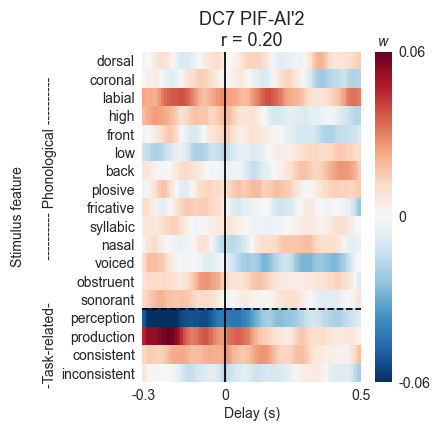 DC7 PIF-AI'2
r = 0.20
w
dorsal
coronal
labial
high
front
low
back
plosive
fricative
syllabic
nasal
voiced
obstruent
sonorant
perception
production
consistent
inconsistent
Stimulus feature
---------- Phonological ----------
-Task-related-
0.06
0
-0.06
-0.3
0
0.5
Delay (s)